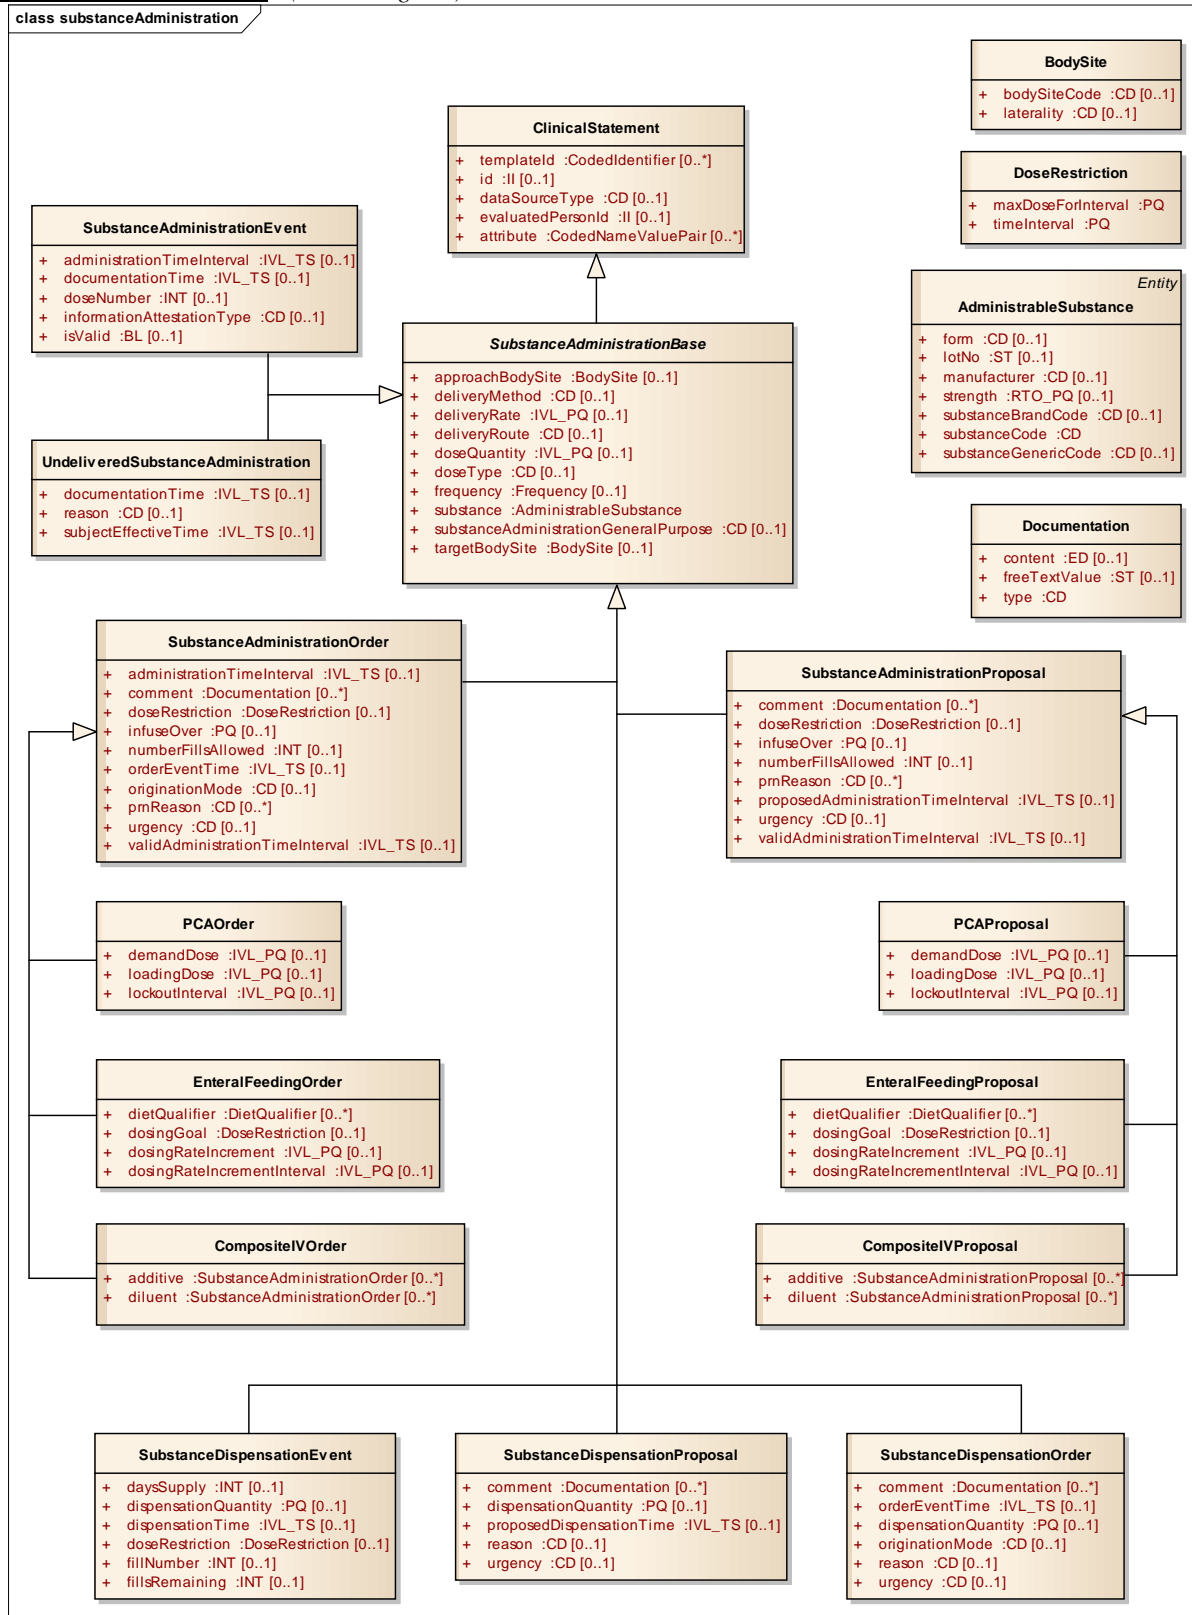 class substanceAdministration
BodySite
+ bodySiteCode :CD [0..1]
+ laterality :CD [0..1]
ClinicalStatement
+ templateId :CodedIdentifier [0..*]
+ id :II [0..1]
+ dataSourceType :CD [0..1]
+ evaluatedPersonId :II [0..1]
+ attribute :CodedNameValuePair [0..*]
DoseRestriction
+ maxDoseForInterval :PQ
+ timeInterval :PQ
SubstanceAdministrationEvent
+ administrationTimeInterval :IVL_TS [0..1]
+ documentationTime :IVL_TS [0..1]
+ doseNumber :INT [0..1]
+ informationAttestationType :CD [0..1]
+ isValid :BL [0..1]
Entity
AdministrableSubstance
+ form :CD [0..1]
+ lotNo :ST [0..1]
+ manufacturer :CD [0..1]
+ strength :RTO_PQ [0..1]
+ substanceBrandCode :CD [0..1]
+ substanceCode :CD
+ substanceGenericCode :CD [0..1]
SubstanceAdministrationBase
+ approachBodySite :BodySite [0..1]
+ deliveryMethod :CD [0..1]
+ deliveryRate :IVL_PQ [0..1]
+ deliveryRoute :CD [0..1]
+ doseQuantity :IVL_PQ [0..1]
+ doseType :CD [0..1]
+ frequency :Frequency [0..1]
+ substance :AdministrableSubstance
+ substanceAdministrationGeneralPurpose :CD [0..1]
+ targetBodySite :BodySite [0..1]
UndeliveredSubstanceAdministration
+ documentationTime :IVL_TS [0..1]
+ reason :CD [0..1]
+ subjectEffectiveTime :IVL_TS [0..1]
Documentation
+ content :ED [0..1]
+ freeTextValue :ST [0..1]
+ type :CD
SubstanceAdministrationOrder
+ administrationTimeInterval :IVL_TS [0..1]
+ comment :Documentation [0..*]
+ doseRestriction :DoseRestriction [0..1]
+ infuseOver :PQ [0..1]
+ numberFillsAllowed :INT [0..1]
+ orderEventTime :IVL_TS [0..1]
+ originationMode :CD [0..1]
+ prnReason :CD [0..*]
+ urgency :CD [0..1]
+ validAdministrationTimeInterval :IVL_TS [0..1]
SubstanceAdministrationProposal
+ comment :Documentation [0..*]
+ doseRestriction :DoseRestriction [0..1]
+ infuseOver :PQ [0..1]
+ numberFillsAllowed :INT [0..1]
+ prnReason :CD [0..*]
+ proposedAdministrationTimeInterval :IVL_TS [0..1]
+ urgency :CD [0..1]
+ validAdministrationTimeInterval :IVL_TS [0..1]
PCAOrder
+ demandDose :IVL_PQ [0..1]
+ loadingDose :IVL_PQ [0..1]
+ lockoutInterval :IVL_PQ [0..1]
PCAProposal
+ demandDose :IVL_PQ [0..1]
+ loadingDose :IVL_PQ [0..1]
+ lockoutInterval :IVL_PQ [0..1]
EnteralFeedingOrder
+ dietQualifier :DietQualifier [0..*]
+ dosingGoal :DoseRestriction [0..1]
+ dosingRateIncrement :IVL_PQ [0..1]
+ dosingRateIncrementInterval :IVL_PQ [0..1]
EnteralFeedingProposal
+ dietQualifier :DietQualifier [0..*]
+ dosingGoal :DoseRestriction [0..1]
+ dosingRateIncrement :IVL_PQ [0..1]
+ dosingRateIncrementInterval :IVL_PQ [0..1]
CompositeIVOrder
+ additive :SubstanceAdministrationOrder [0..*]
+ diluent :SubstanceAdministrationOrder [0..*]
CompositeIVProposal
+ additive :SubstanceAdministrationProposal [0..*]
+ diluent :SubstanceAdministrationProposal [0..*]
SubstanceDispensationEvent
+ daysSupply :INT [0..1]
+ dispensationQuantity :PQ [0..1]
+ dispensationTime :IVL_TS [0..1]
+ doseRestriction :DoseRestriction [0..1]
+ fillNumber :INT [0..1]
+ fillsRemaining :INT [0..1]
SubstanceDispensationProposal
+ comment :Documentation [0..*]
+ dispensationQuantity :PQ [0..1]
+ proposedDispensationTime :IVL_TS [0..1]
+ reason :CD [0..1]
+ urgency :CD [0..1]
SubstanceDispensationOrder
+ comment :Documentation [0..*]
+ orderEventTime :IVL_TS [0..1]
+ dispensationQuantity :PQ [0..1]
+ originationMode :CD [0..1]
+ reason :CD [0..1]
+ urgency :CD [0..1]